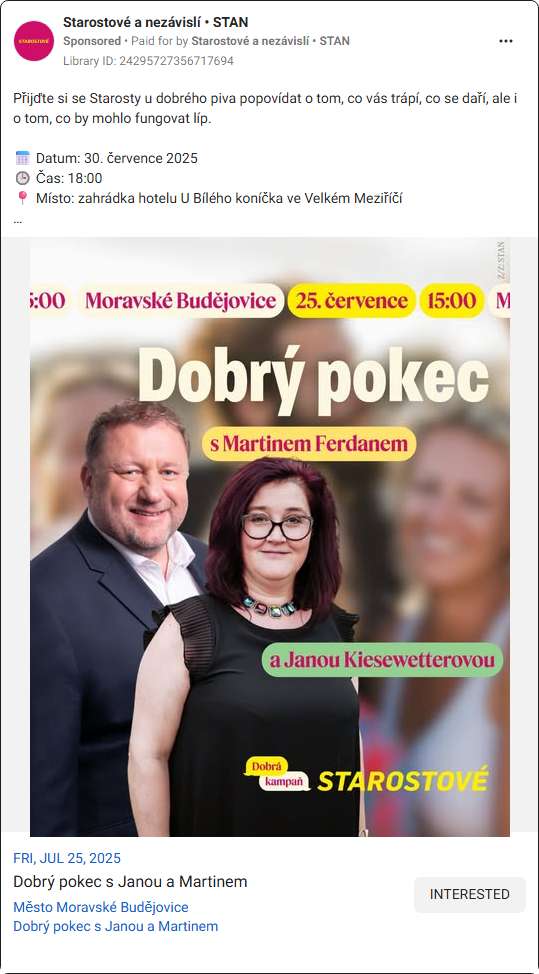 Starostové a nezávislí • STAN
Sponsored • Paid for by Starostové a nezávislí • STAN
Library ID: 24295727356717694
STAROSTOVÉ
Přijďte si se Starosty u dobrého piva popovídat o tom, co vás trápí, co se daří, ale i
o tom, co by mohlo fungovat líp.
Datum: 30. července 2025
Čas: 18:00
Místo: zahrádka hotelu U Bílého koníčka ve Velkém Meziříčí
...
Z/Z: STAN
5:00 Moravské Budějovice 25. července 15:00 M
Dobrý pokec
s Martinem Ferdanem
a Janou Kiesewetterovou
Dobrá
kampaň
STAROSTOVÉ
FRI, JUL 25, 2025
Dobrý pokec s Janou a Martinem
Město Moravské Budějovice
Dobrý pokec s Janou a Martinem
INTERESTED